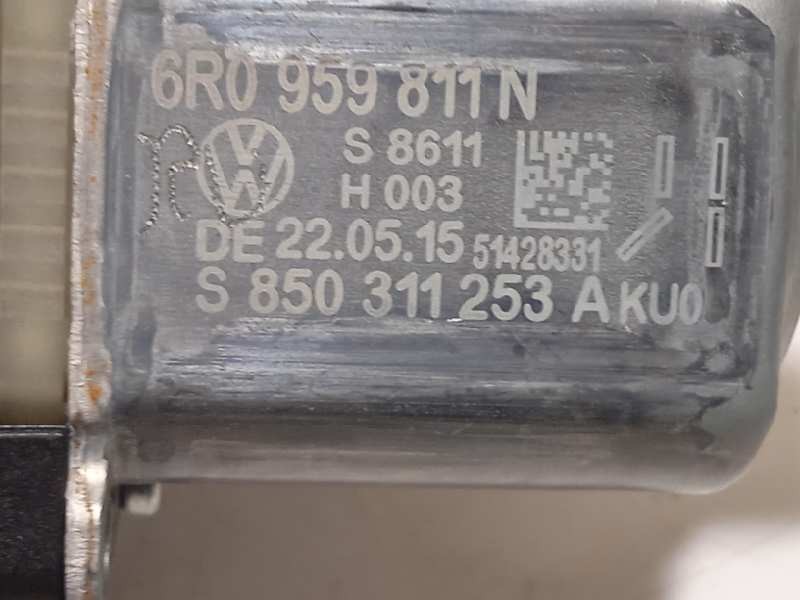 6R0 959 811 N
S 8611
H 003
DE 22.05.15 51428331
S 850 311 253 A KU0